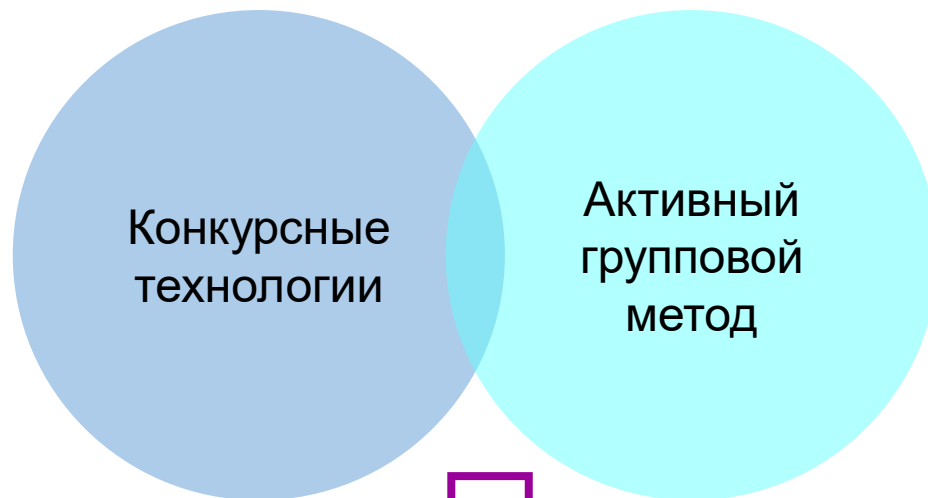 Конкурсные
технологии
Активный
групповой
метод